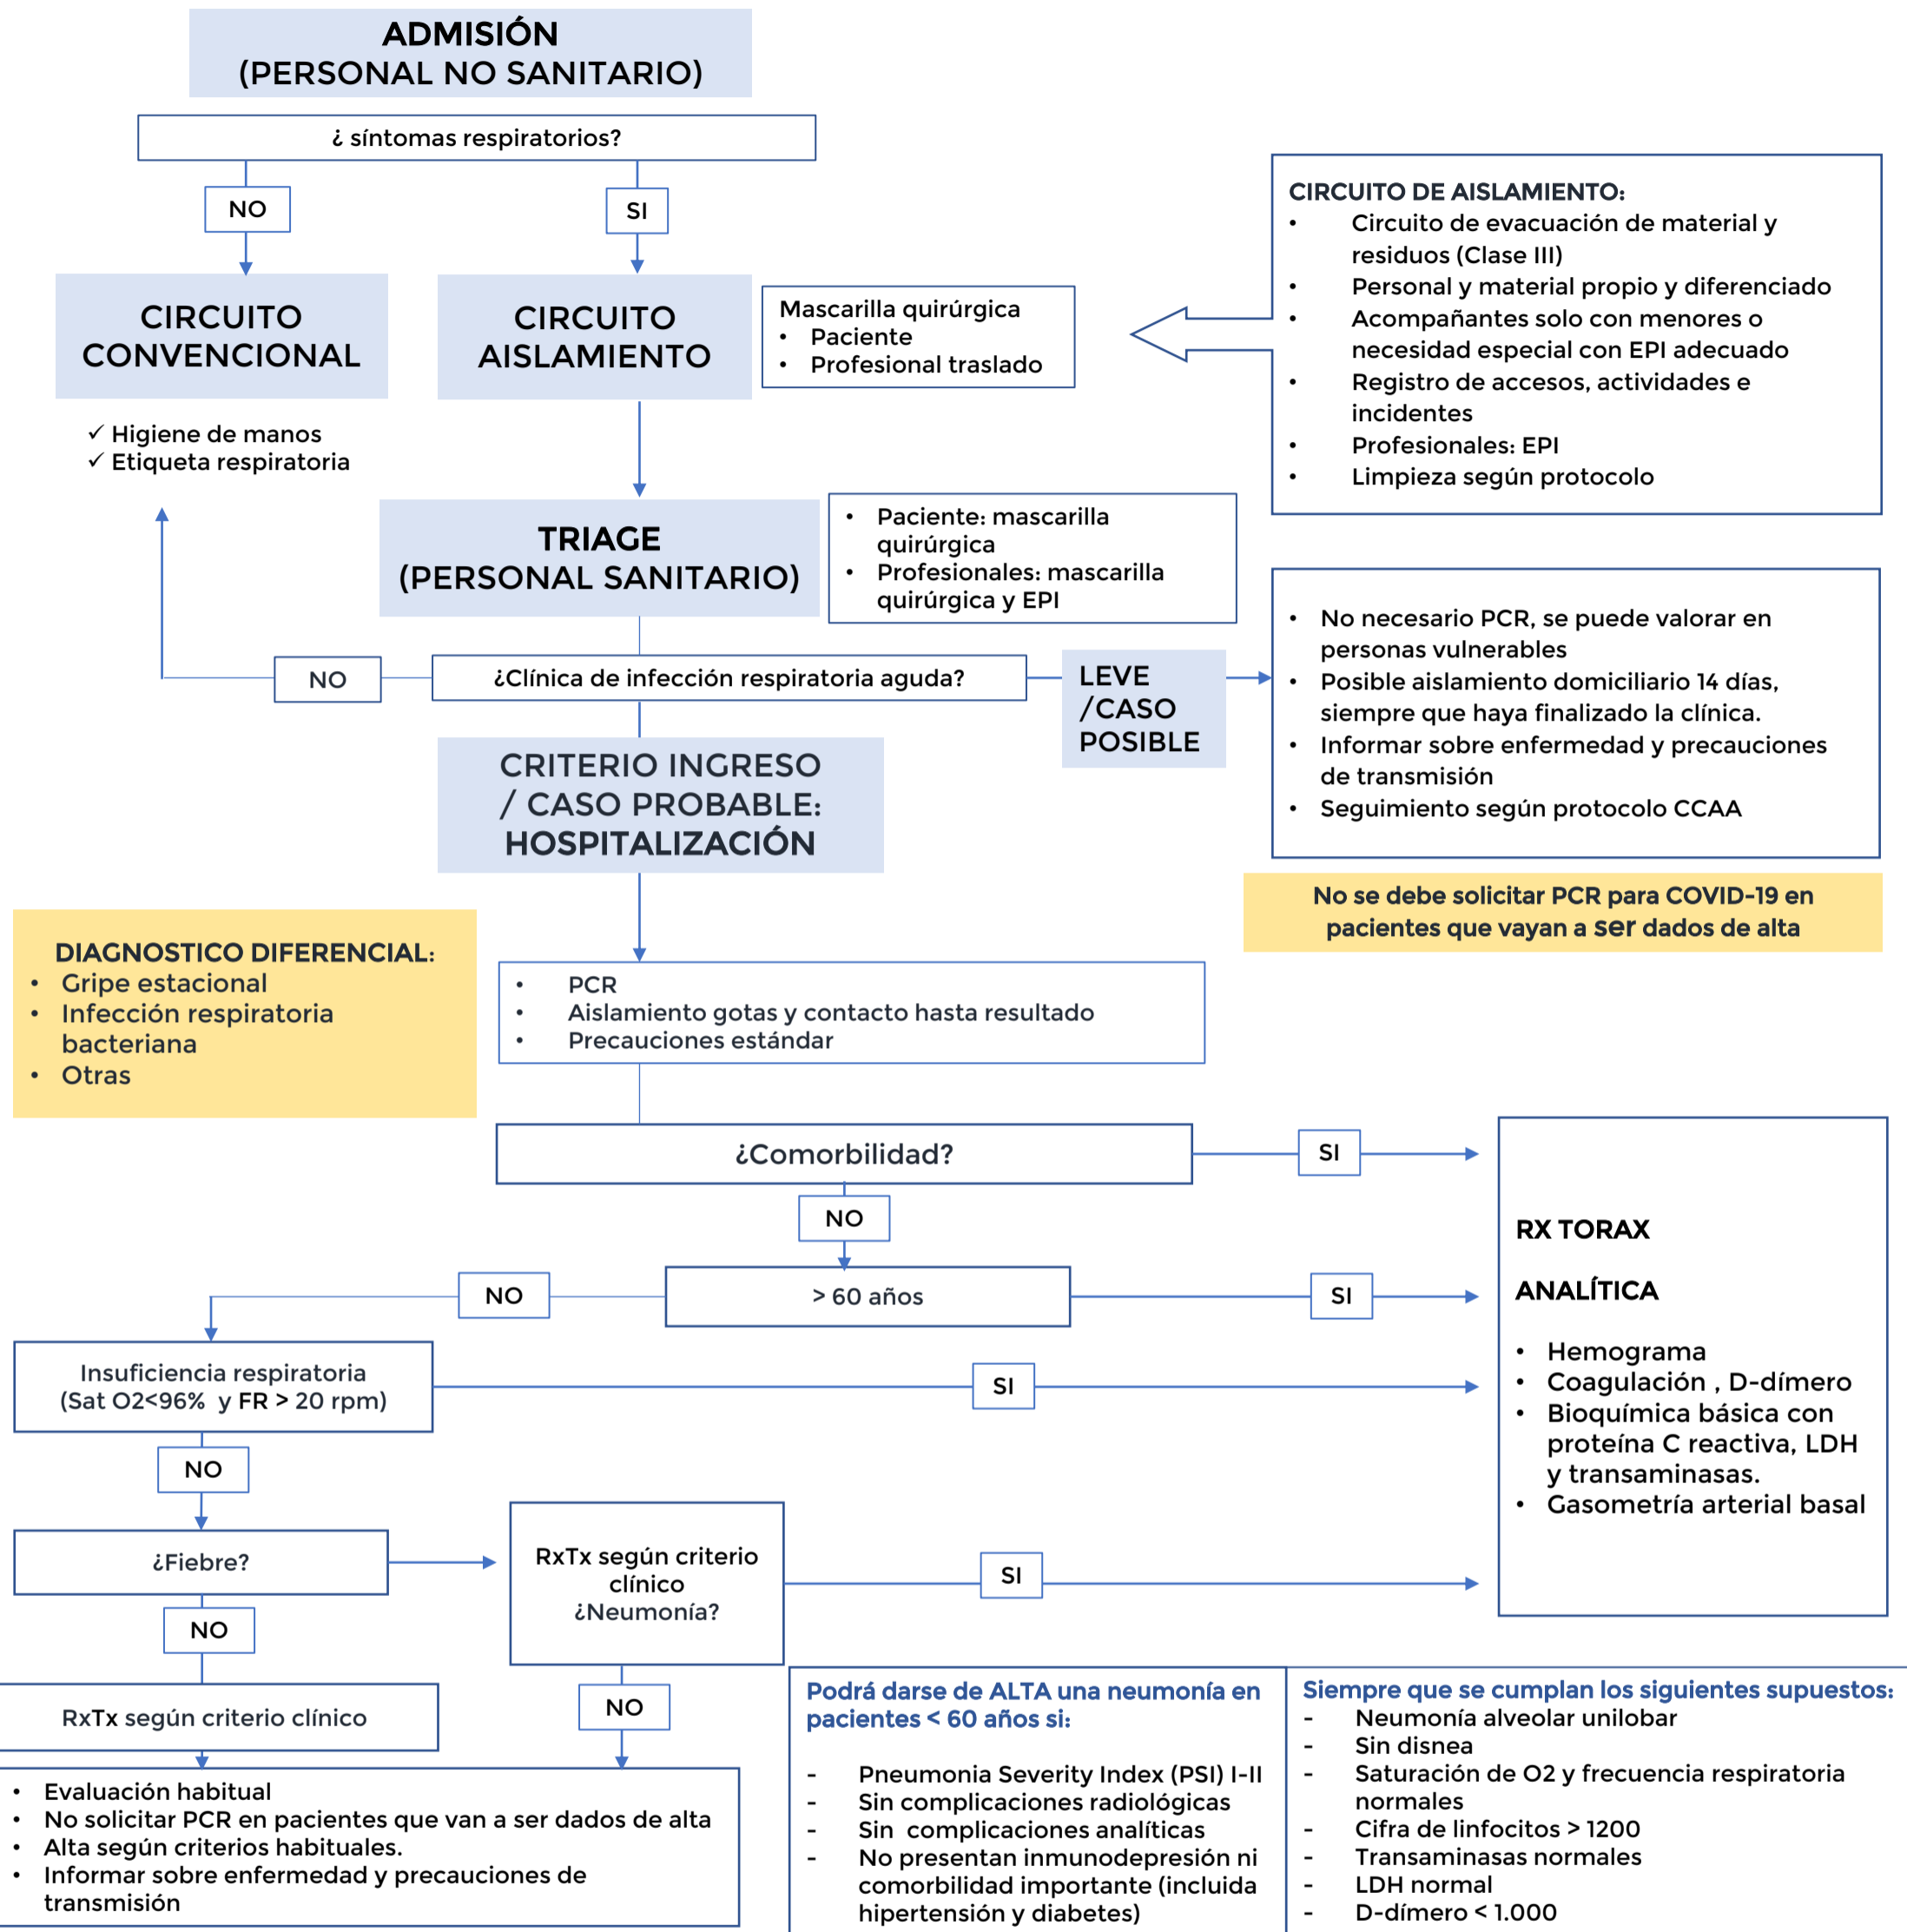 ADMISIÓN
(PERSONAL NO SANITARIO)
¿ síntomas respiratorios?
NO
SI
CIRCUITO
CONVENCIONAL
✓ Higiene de manos
✓ Etiqueta respiratoria
CIRCUITO
AISLAMIENTO
Mascarilla quirúrgica
• Paciente
• Profesional traslado
CIRCUITO DE AISLAMIENTO:
• Circuito de evacuación de material y
residuos (Clase III)
• Personal y material propio y diferenciado
• Acompañantes solo con menores o
necesidad especial con EPI adecuado
• Registro de accesos, actividades e
incidentes
• Profesionales: EPI
• Limpieza según protocolo
TRIAGE
(PERSONAL SANITARIO)
• Paciente: mascarilla
quirúrgica
• Profesionales: mascarilla
quirúrgica y EPI
NO
¿Clínica de infección respiratoria aguda?
LEVE
/CASO
POSIBLE
• No necesario PCR, se puede valorar en
personas vulnerables
• Posible aislamiento domiciliario 14 días,
siempre que haya finalizado la clínica.
• Informar sobre enfermedad y precauciones
de transmisión
• Seguimiento según protocolo CCAA
CRITERIO INGRESO
/ CASO PROBABLE:
HOSPITALIZACIÓN
No se debe solicitar PCR para COVID-19 en
pacientes que vayan a ser dados de alta
DIAGNOSTICO DIFERENCIAL:
• Gripe estacional
• Infección respiratoria
bacteriana
• Otras
• PCR
• Aislamiento gotas y contacto hasta resultado
• Precauciones estándar
¿Comorbilidad?
SI
NO
> 60 años
NO
SI
Insuficiencia respiratoria
(Sat O2<96% y FR > 20 rpm)
SI
NO
RX TORAX
ANALÍTICA
• Hemograma
• Coagulación , D-dímero
• Bioquímica básica con
proteína C reactiva, LDH
y transaminasas.
• Gasometría arterial basal
¿Fiebre?
RxTx según criterio
clínico
¿Neumonía?
SI
NO
NO
RxTx según criterio clínico
• Evaluación habitual
• No solicitar PCR en pacientes que van a ser dados de alta
• Alta según criterios habituales.
• Informar sobre enfermedad y precauciones de
transmisión
Podrá darse de ALTA una neumonía en
pacientes < 60 años si:
- Pneumonia Severity Index (PSI) I-II
- Sin complicaciones radiológicas
- Sin complicaciones analíticas
- No presentan inmunodepresión ni
comorbilidad importante (incluida
hipertensión y diabetes)
Siempre que se cumplan los siguientes supuestos:
- Neumonía alveolar unilobar
- Sin disnea
- Saturación de O2 y frecuencia respiratoria
normales
- Cifra de linfocitos > 1200
- Transaminasas normales
- LDH normal
- D-dímero < 1.000